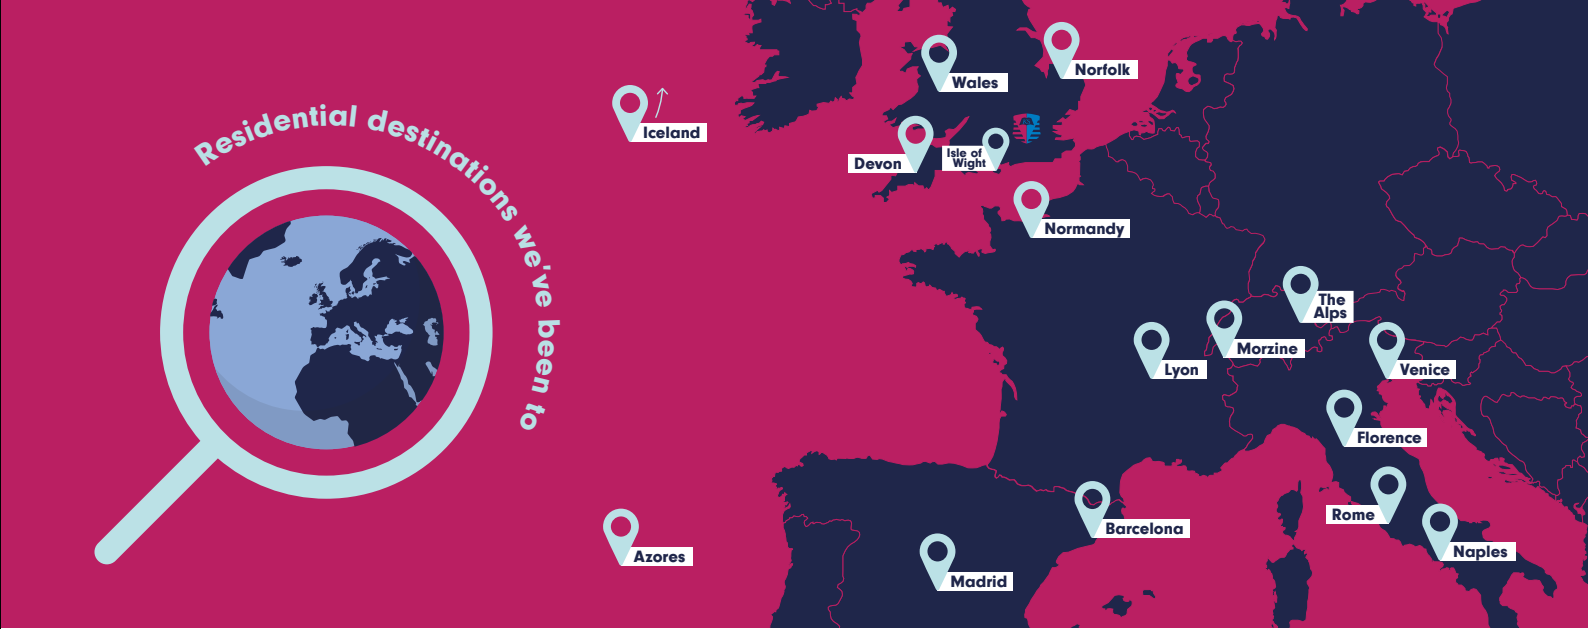 Residential destinations we've been to
Norfolk
Wales
Iceland
Devon
Isle of
Wight
Normandy
The
Alps
Morzine
Lyon
Venice
Florence
Rome
Barcelona
Naples
Azores
Madrid